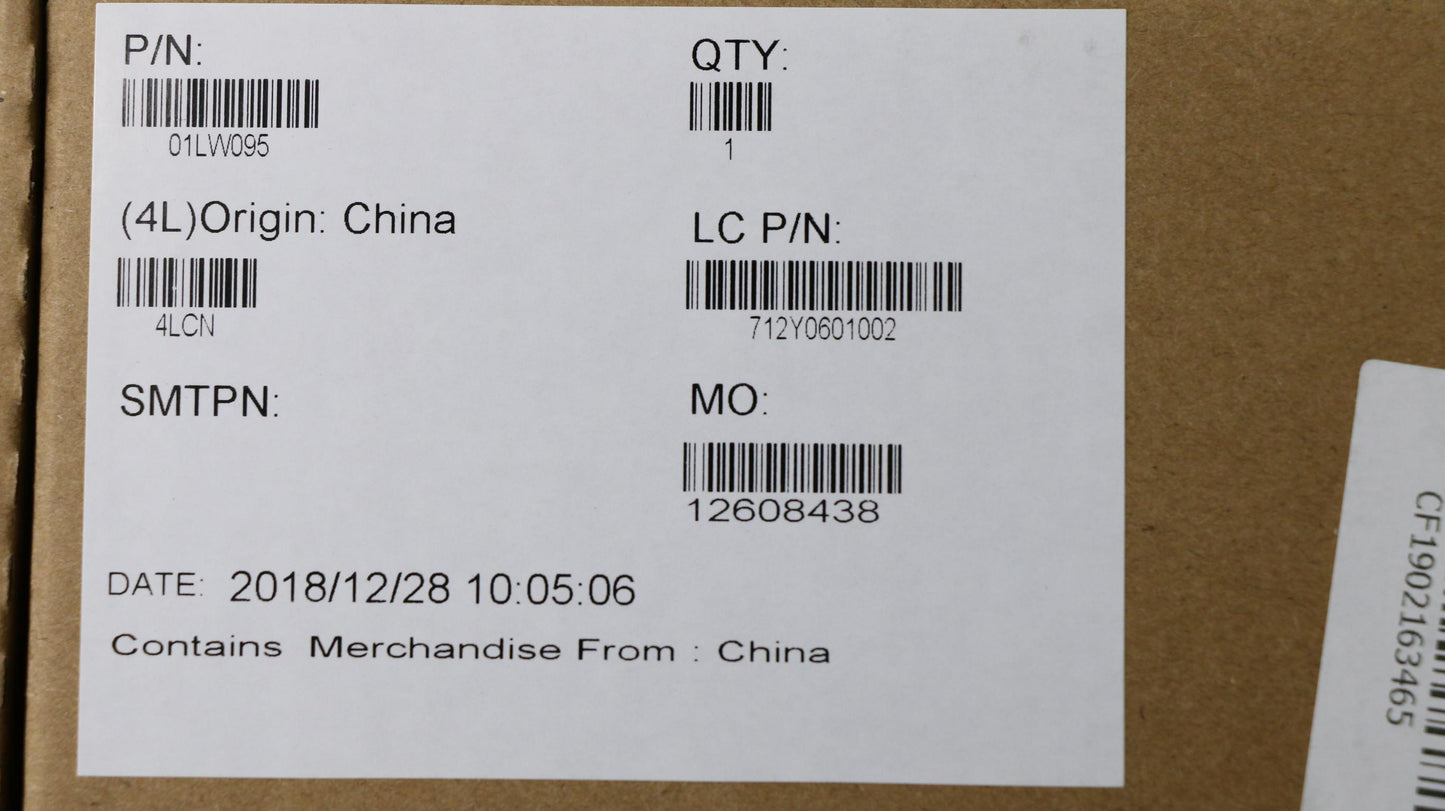 P/N:
01LW095
QTY:
1
(4L)Origin: China
4LCN
LC P/N:
712Y0601002
SMTPN:
MO:
12608438
DATE: 2018/12/28 10:05:06
Contains Merchandise From : China
CF1902163465